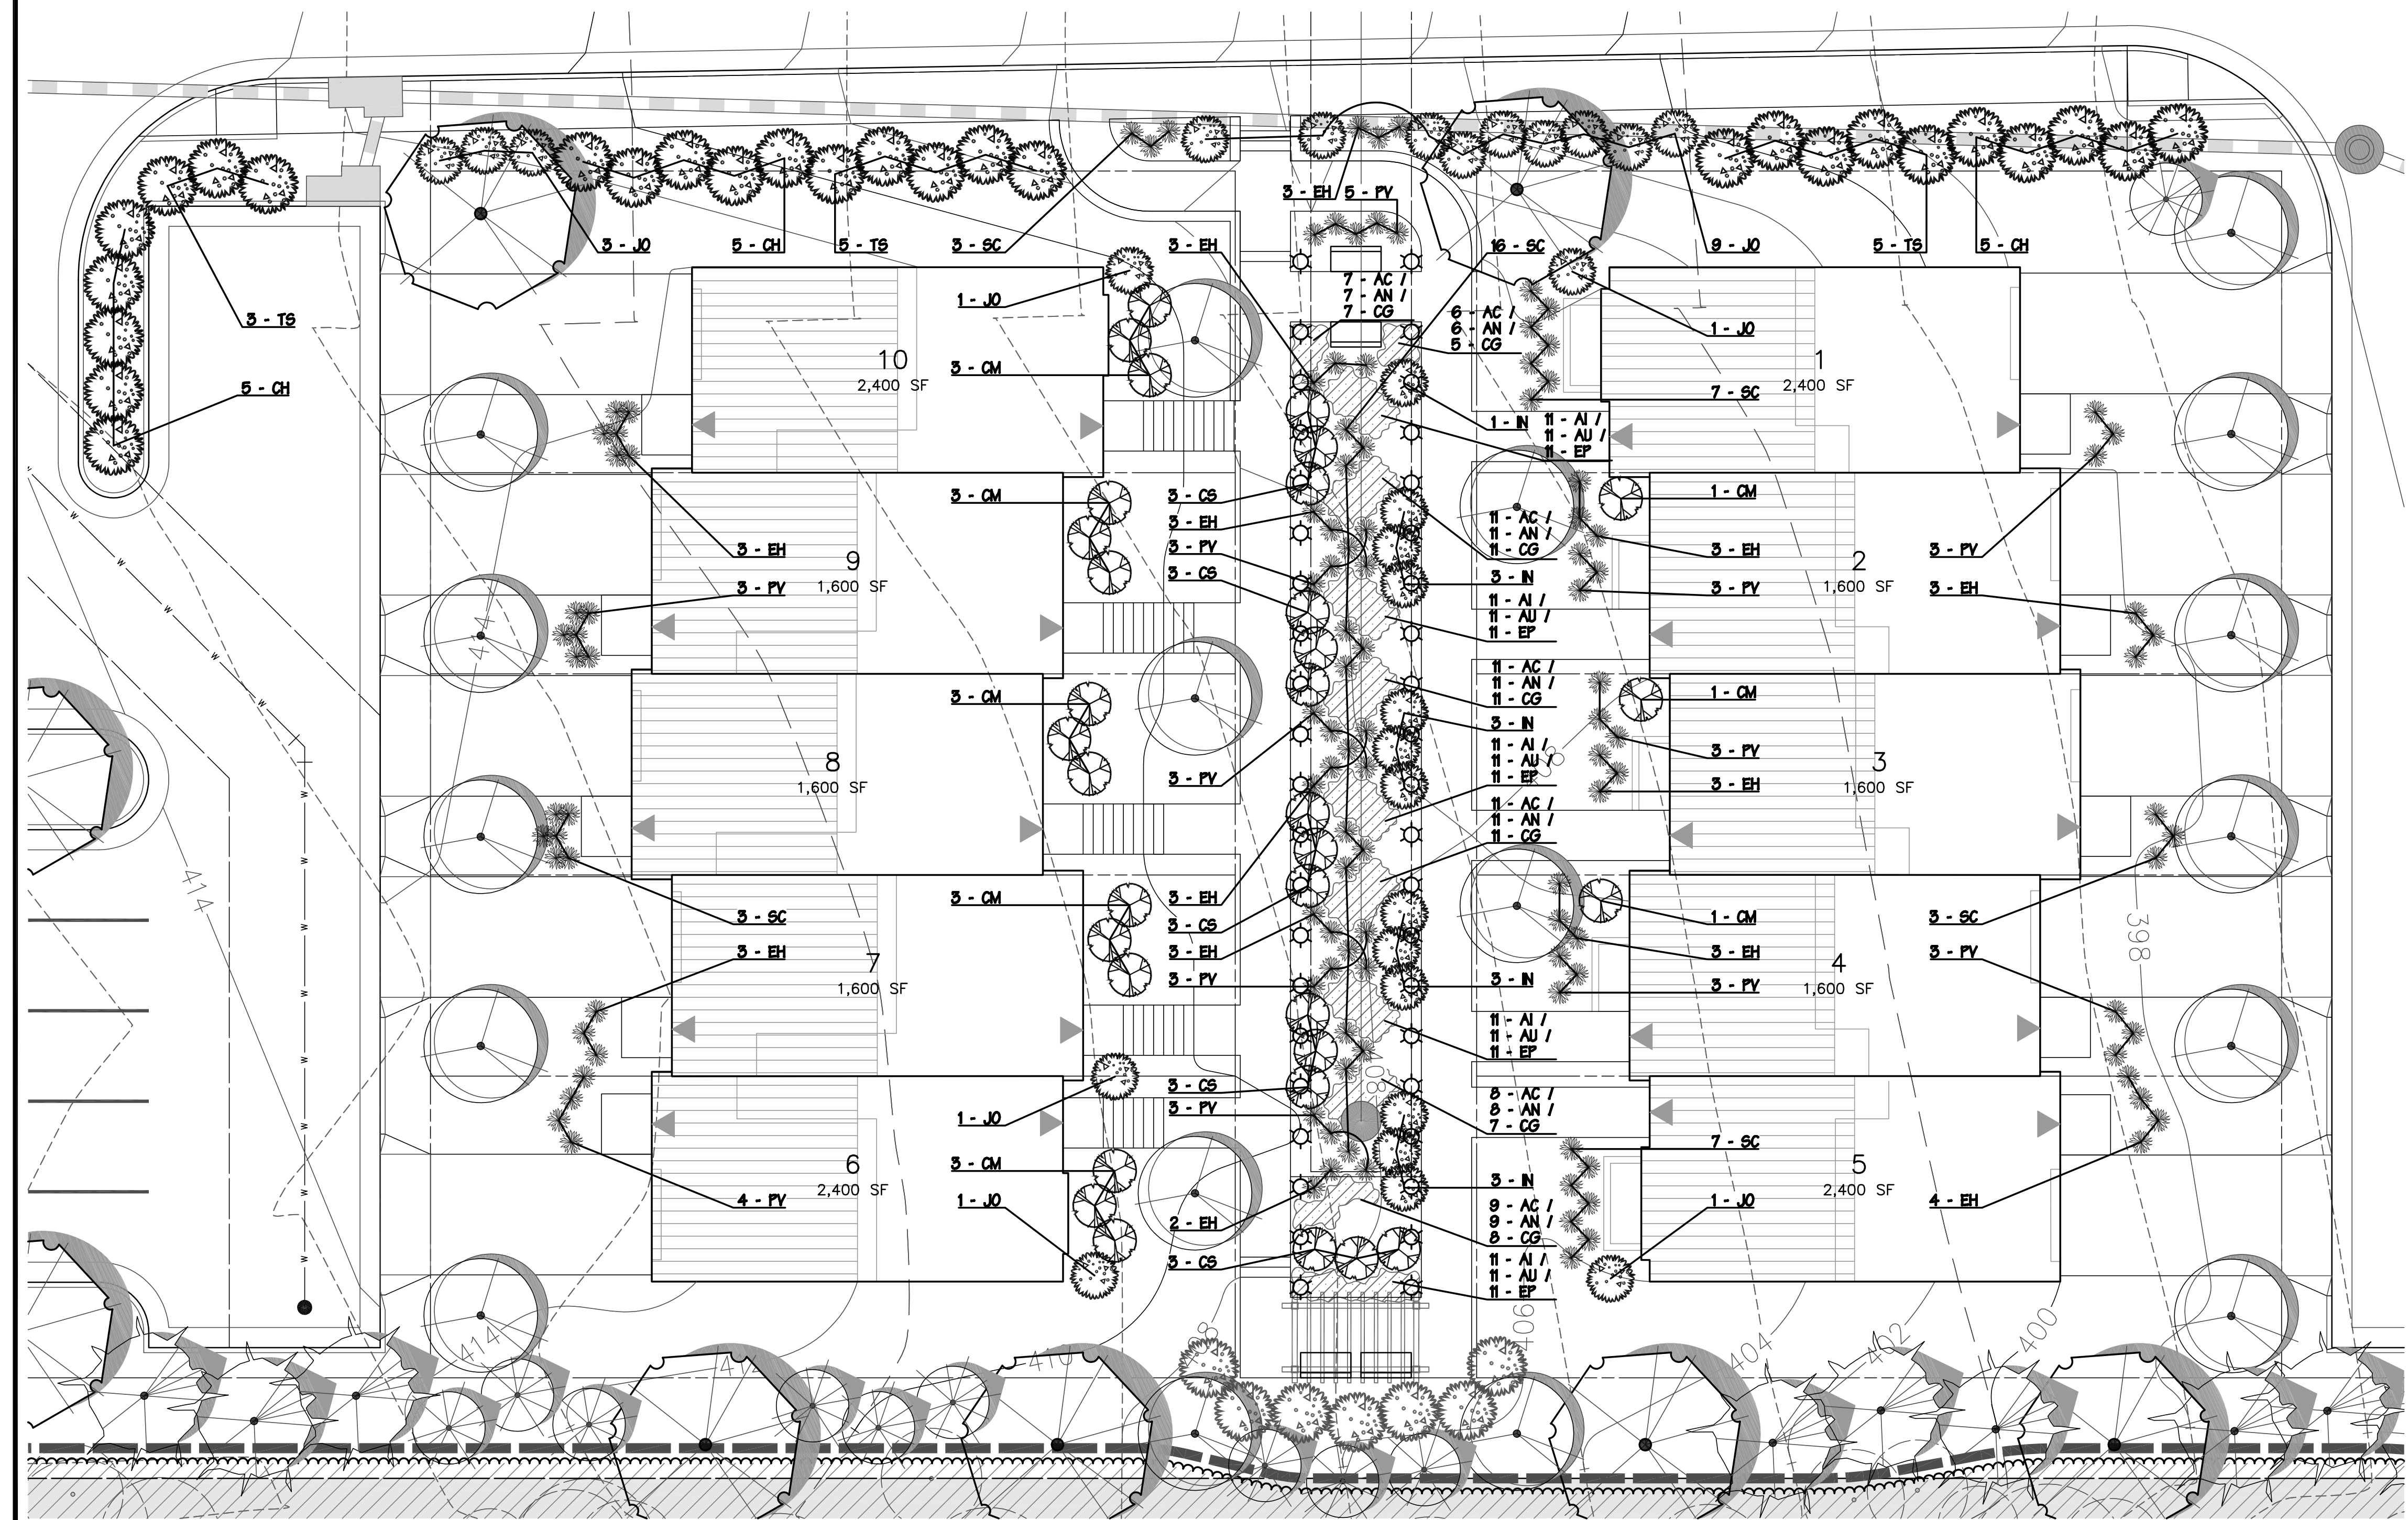 3 - EH
5 - PV
3 - JO
5 - CH
5 - TS
3 - SC
3 - EH
16 - SC
9 - JO
5 - TS
5 - CH
7 - AC /
7 - AN /
7 - CG
6 - AC /
6 - AN /
5 - CG
3 - TS
1 - JO
1 - JO
10
2,400 SF
3 - CM
1
2,400 SF
5 - CH
7 - SC
1 - IN
11 - AI /
11 - AU /
11 - EP
3 - CM
3 - CS
1 - CM
3 - EH
11 - AC /
11 - AN /
11 - CG
3 - EH
9
1,600 SF
3 - PV
3 - EH
2
1,600 SF
3 - PV
3 - PV
3 - CS
3 - IN
3 - PV
3 - EH
11 - AI /
11 - AU /
11 - EP
414
W
W
W
W
W
W
11 - AC /
11 - AN /
11 - CG
3 - CM
1 - CM
3 - IN
11 - AI /
11 - AU /
11 - EP
3 - PV
8
1,600 SF
3 - PV
3 - EH
3
1,600 SF
11 - AC /
11 - AN /
11 - CG
414
3 - CM
3 - EH
3 - SC
3 - CS
1 - CM
3 - SC
3 - EH
3 - EH
3 - EH
3 - PV
398
7
1,600 SF
3 - PV
3 - IN
3 - PV
4
1,600 SF
11 - AI /
11 - AU /
11 - EP
W
W
W
W
W
W
1 - JO
3 - CS
3 - PV
8 - AC /
8 - AN /
7 - CG
7 - SC
3 - CM
6
2,400 SF
4 - PV
1 - JO
2 - EH
3 - IN
9 - AC /
9 - AN /
8 - CG
5
2,400 SF
1 - JO
4 - EH
3 - CS
11 - AI /
11 - AU /
11 - EP
414
412
410
406
404
402
400